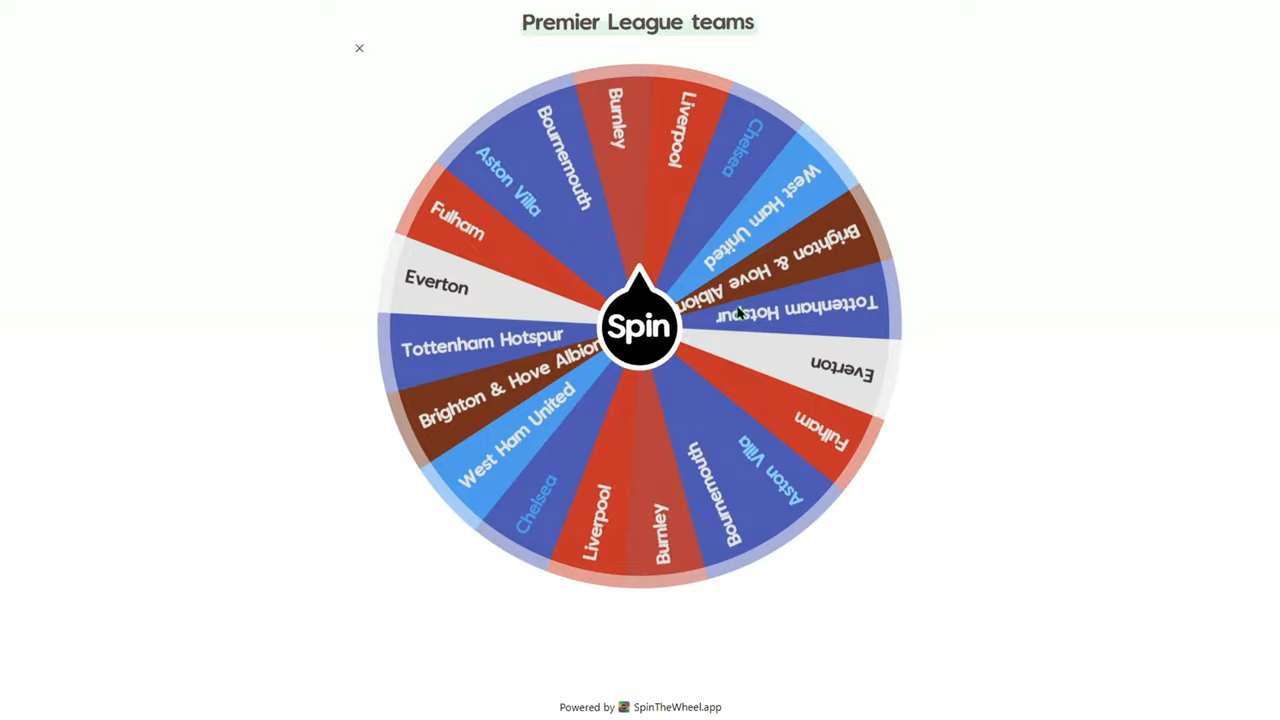 Premier League teams
Burnley
Liverpool
Chelsea
West Ham United
Brighton & Hove Albion
Tottenham Hotspur
Everton
Fulham
Aston Villa
Bournemouth
Burnley
Liverpool
Chelsea
West Ham United
Brighton & Hove Albion
Tottenham Hotspur
Everton
Fulham
Aston Villa
Bournemouth
Spin
Powered by SpinTheWheel.app